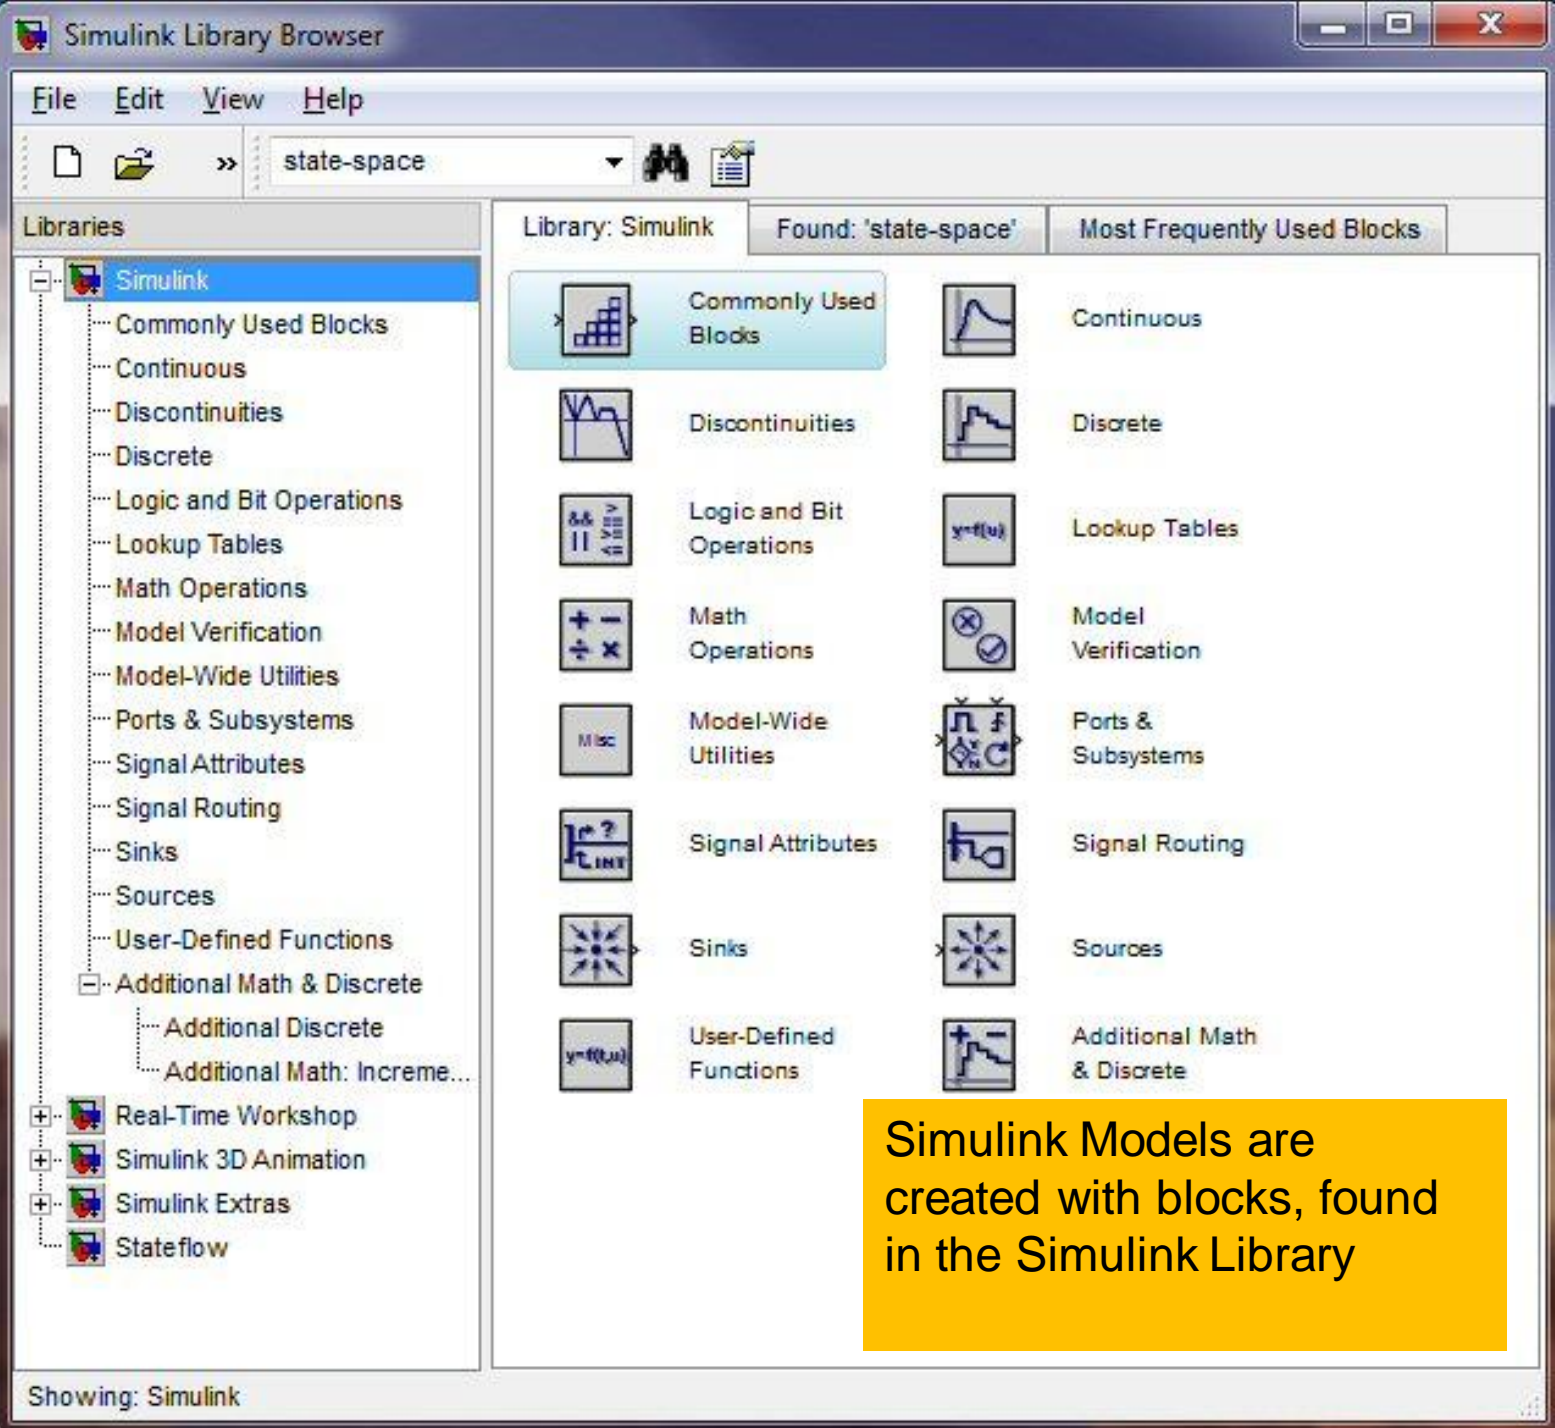 Simulink Library Browser
File Edit View Help
» state-space
Libraries
Library: Simulink Found: 'state-space' Most Frequently Used Blocks
Simulink
Commonly Used Blocks
Continuous
Discontinuities
Discrete
Logic and Bit Operations
Lookup Tables
Math Operations
Model Verification
Model-Wide Utilities
Ports & Subsystems
Signal Attributes
Signal Routing
Sinks
Sources
User-Defined Functions
Additional Math & Discrete
Additional Discrete
Additional Math: Increme...
Real-Time Workshop
Simulink 3D Animation
Simulink Extras
Stateflow
Commonly Used
Blocks
Continuous
Discontinuities
Discrete
&& > == 
|| >= <=
Logic and Bit
Operations
y=f(u)
Lookup Tables
+ −
÷ ×
Math
Operations
Model
Verification
Misc
Model-Wide
Utilities
Ports &
Subsystems
?
INT
Signal Attributes
Signal Routing
Sinks
Sources
y=f(t,u)
User-Defined
Functions
+ −
Additional Math
& Discrete
Simulink Models are
created with blocks, found
in the Simulink Library
Showing: Simulink